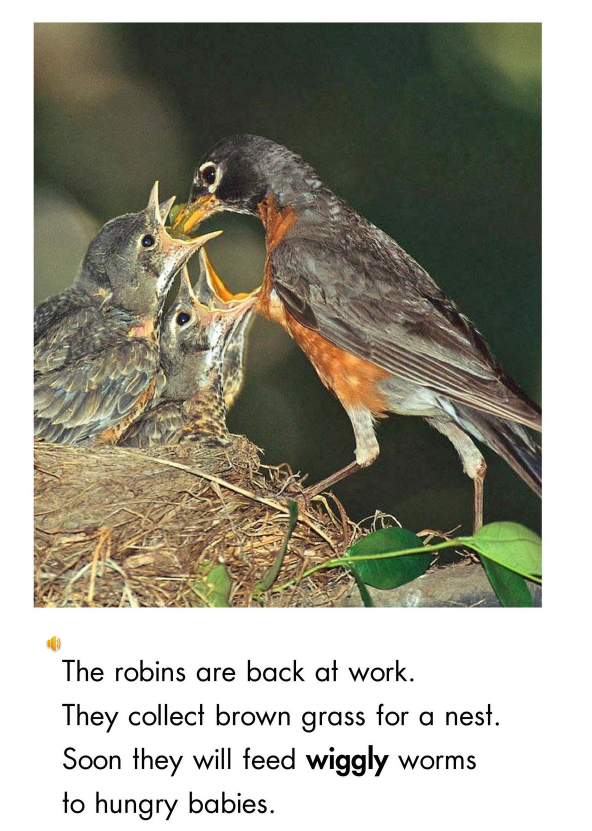 The robins are back at work.
They collect brown grass for a nest.
Soon they will feed wiggly worms
to hungry babies.